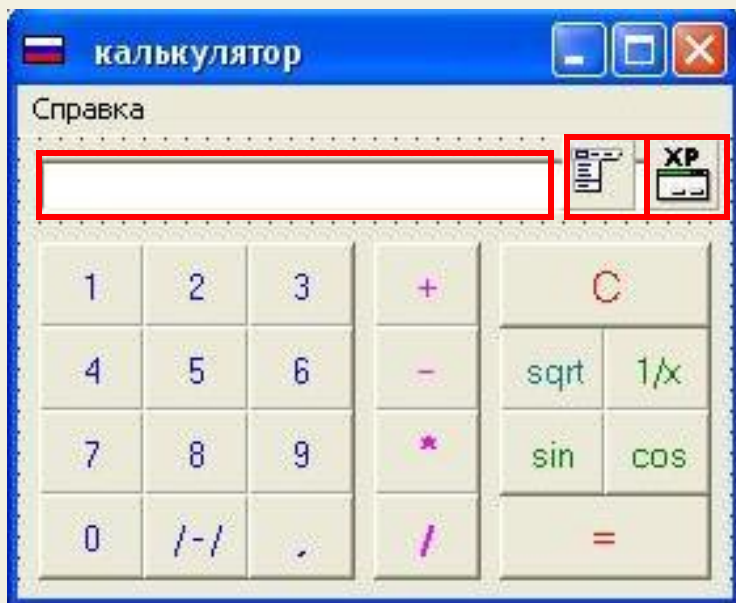 калькулятор
Справка
XP
1 2 3 + C
4 5 6 - sqrt 1/x
7 8 9 * sin cos
0 /-/ , / =